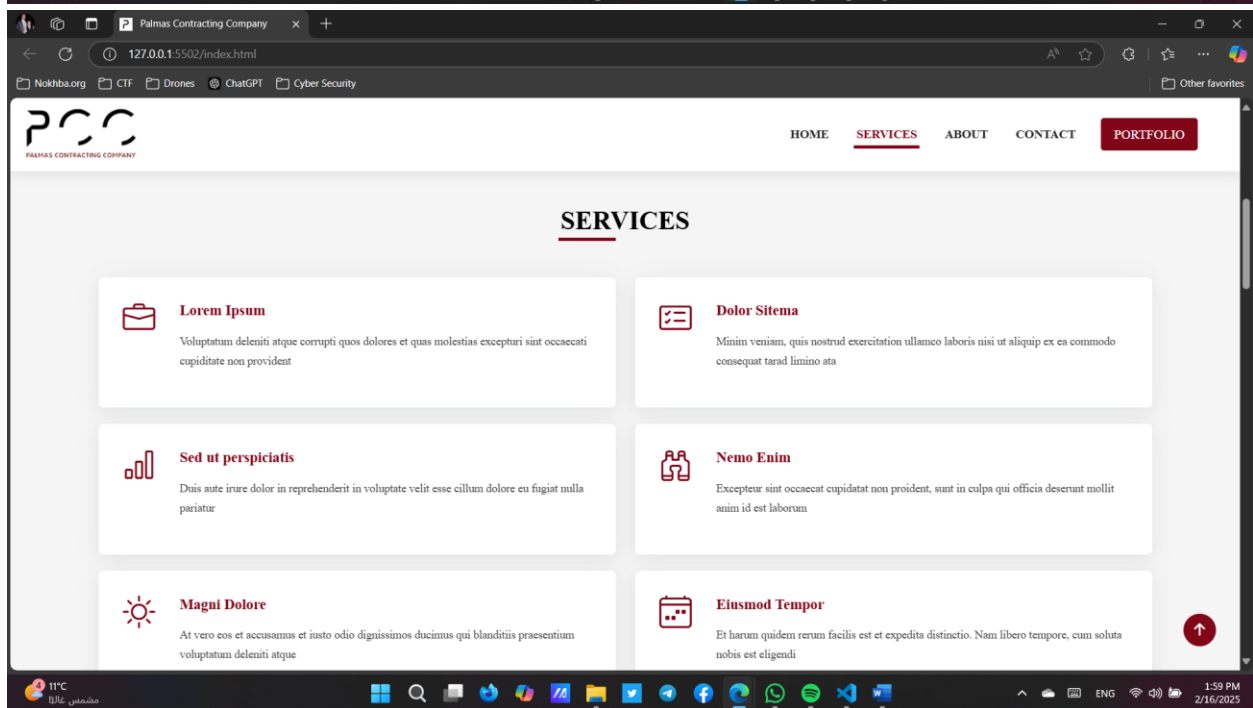 Palmas Contracting Company
127.0.0.1:5502/index.html
Nokhba.org CTF Drones ChatGPT Cyber Security Other favorites
PCC
PALMAS CONTRACTING COMPANY
HOME SERVICES ABOUT CONTACT PORTFOLIO
SERVICES
Lorem Ipsum
Voluptatum deleniti atque corrupti quos dolores et quas molestias excepturi sint occaecati
cupiditate non provident
Dolor Sitema
Minim veniam, quis nostrud exercitation ullamco laboris nisi ut aliquip ex ea commodo
consequat tarad limino ata
Sed ut perspiciatis
Duis aute irure dolor in reprehenderit in voluptate velit esse cillum dolore eu fugiat nulla
pariatur
Nemo Enim
Excepteur sint occaecat cupidatat non proident, sunt in culpa qui officia deserunt mollit
anim id est laborum
Magni Dolore
At vero eos et accusamus et iusto odio dignissimos ducimus qui blanditiis praesentium
voluptatum deleniti atque
Eiusmod Tempor
Et harum quidem rerum facilis est et expedita distinctio. Nam libero tempore, cum soluta
nobis est eligendi
4
11°C
مشمس غالبًا
ENG
1:59 PM
2/16/2025